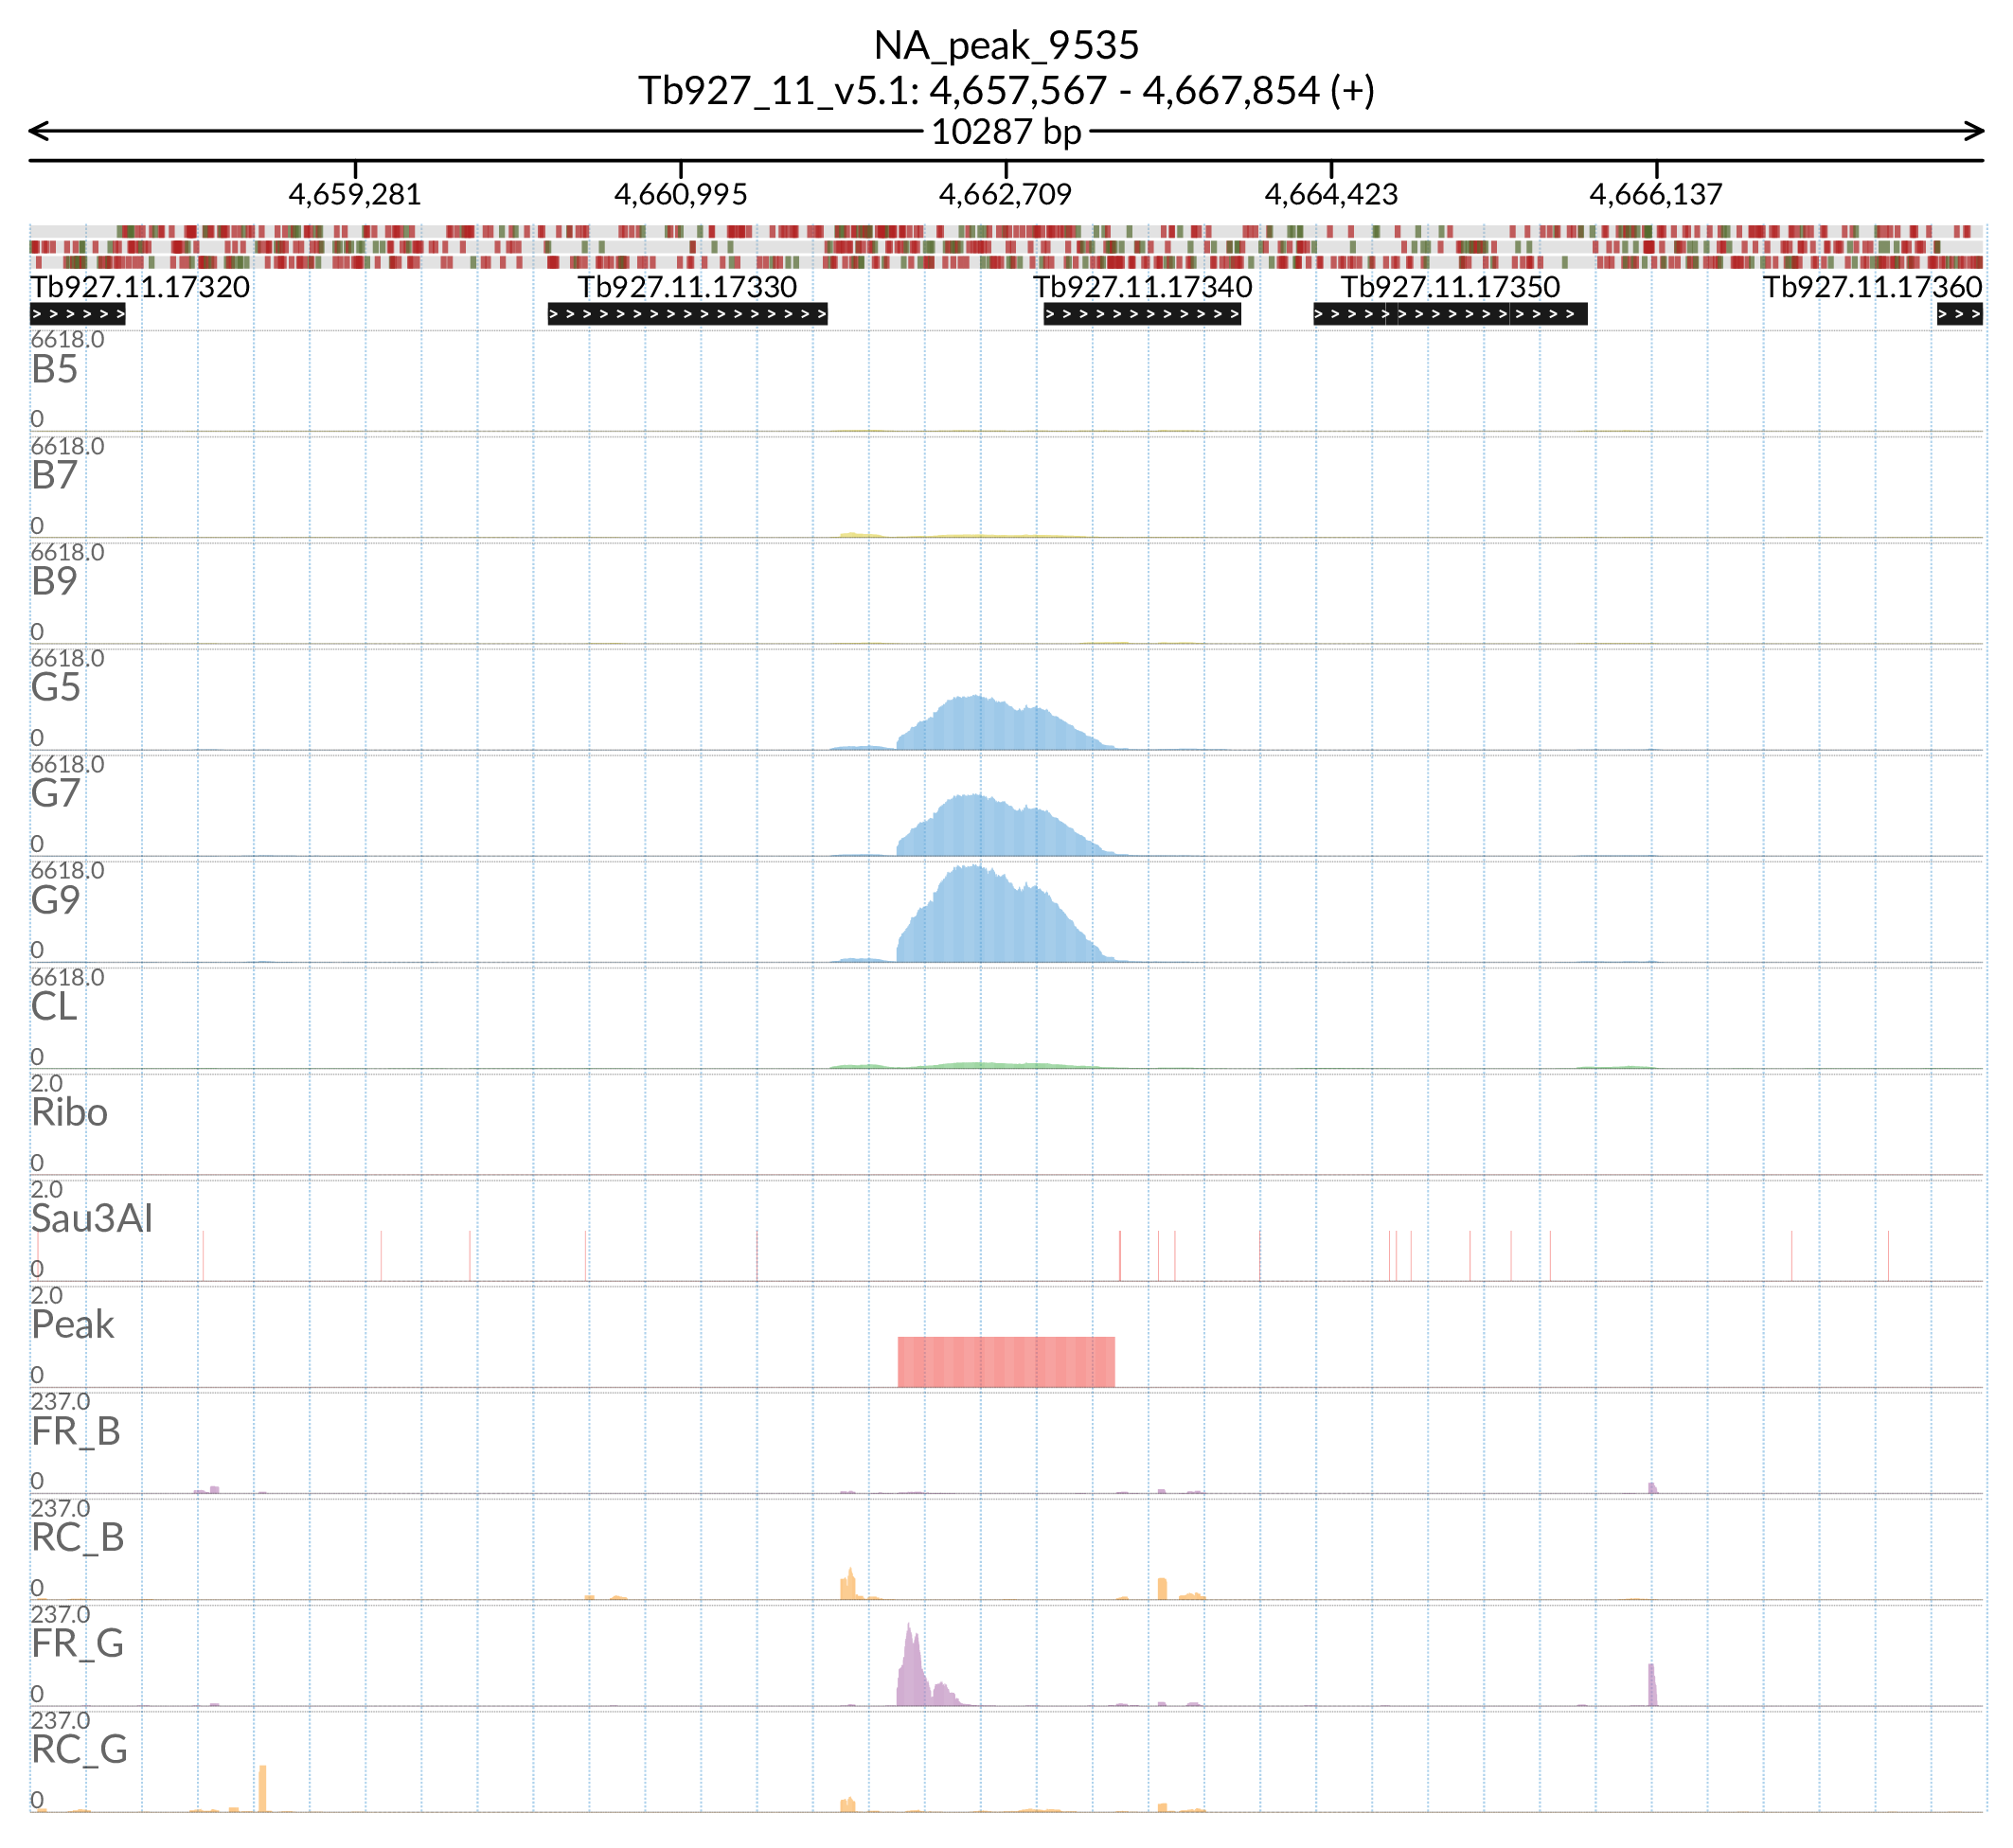 NA_peak_9535
Tb927_11_v5.1: 4,657,567 - 4,667,854 (+)
10287 bp
4,659,281 4,660,995 4,662,709 4,664,423 4,666,137
Tb927.11.17320 Tb927.11.17330 Tb927.11.17340 Tb927.11.17350 Tb927.11.17360
6618.0
B5
0
6618.0
B7
0
6618.0
B9
0
6618.0
G5
0
6618.0
G7
0
6618.0
G9
0
6618.0
CL
0
2.0
Ribo
0
2.0
Sau3AI
0
2.0
Peak
0
237.0
FR_B
0
237.0
RC_B
0
237.0
FR_G
0
237.0
RC_G
0